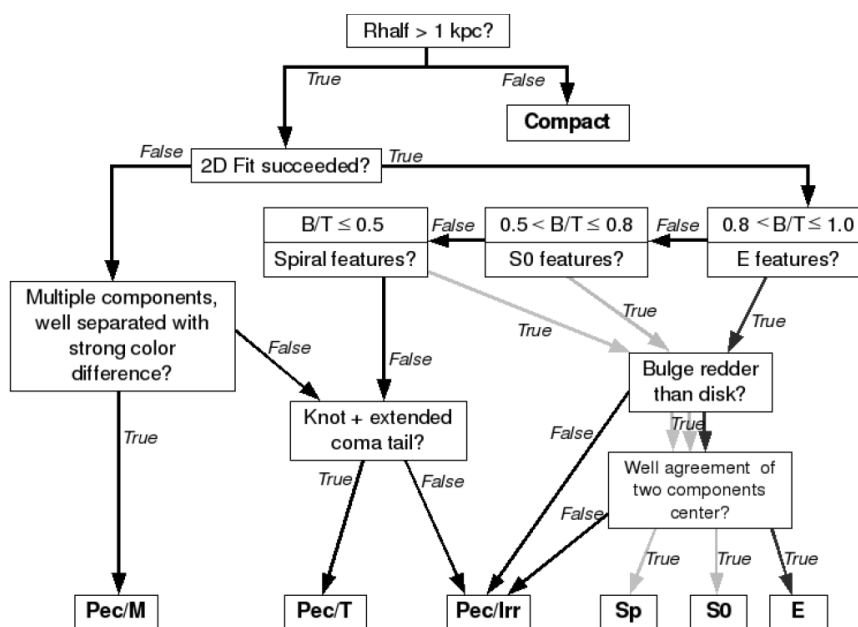 Rhalf > 1 kpc?
True
False
Compact
False
2D Fit succeeded?
True
B/T ≤ 0.5
False
0.5 < B/T ≤ 0.8
False
0.8 < B/T ≤ 1.0
Spiral features?
S0 features?
E features?
Multiple components,
well separated with
strong color
difference?
True
True
True
False
False
Bulge redder
than disk?
True
Knot + extended
coma tail?
False
True
Well agreement of
two components
center?
True
False
False
True
True
True
Pec/M
Pec/T
Pec/Irr
Sp
S0
E